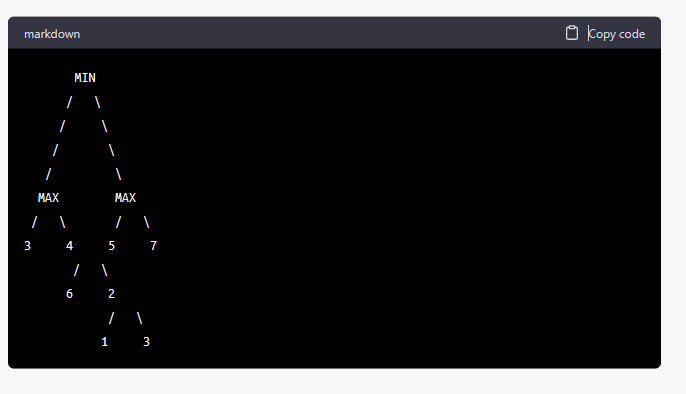 markdown Copy code
MIN
/ \
/ \
/ \
/ \
MAX MAX
/ \ / \
3 4 5 7
/ \
6 2
/ \
1 3